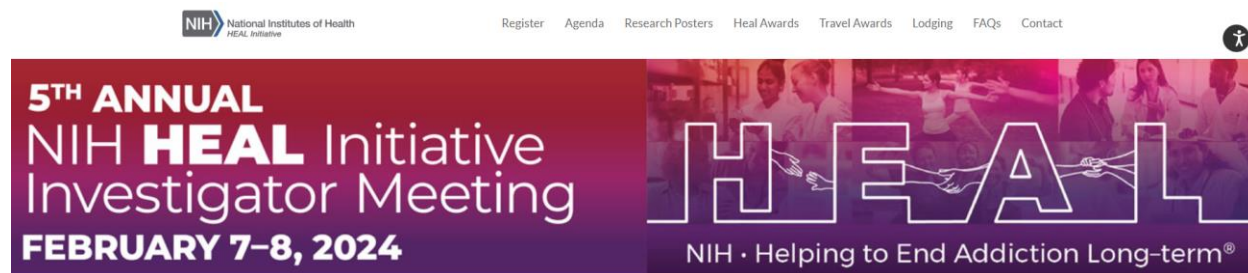 NIH National Institutes of Health
HEAL Initiative
Register Agenda Research Posters Heal Awards Travel Awards Lodging FAQs Contact
5TH ANNUAL
NIH HEAL Initiative
Investigator Meeting
FEBRUARY 7–8, 2024
HEAL
NIH · Helping to End Addiction Long-term®